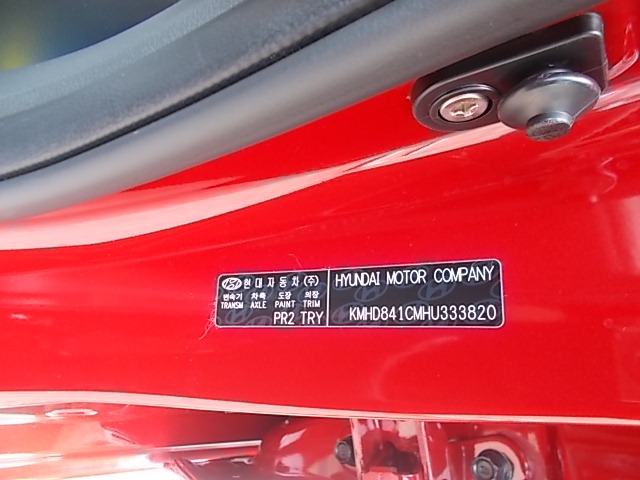 현대자동차(주)
변속기 차축 도장 의장
TRANSM AXLE PAINT TRIM
PR2 TRY
HYUNDAI MOTOR COMPANY
KMHD841CMHU333820